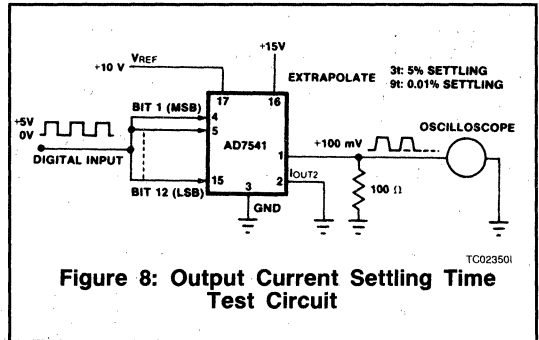 +15V
VREF
+10 V
EXTRAPOLATE
3t: 5% SETTLING
9t: 0.01% SETTLING
17
16
BIT 1 (MSB)
4
+5V
0V
5
OSCILLOSCOPE
AD7541
+100 mV
DIGITAL INPUT
1
IOUT2
2
15
100 Ω
BIT 12 (LSB)
3
GND
TC02350I
Figure 8: Output Current Settling Time
Test Circuit